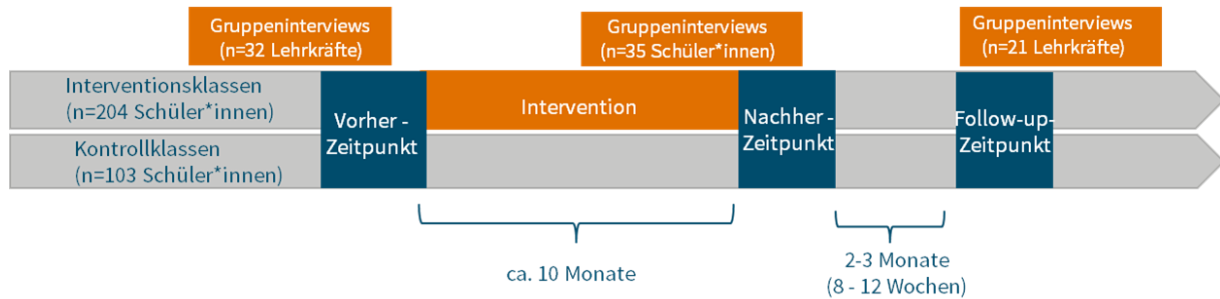 Gruppeninterviews
(n=32 Lehrkräfte)
Gruppeninterviews
(n=35 Schüler*innen)
Gruppeninterviews
(n=21 Lehrkräfte)
Interventionsklassen
(n=204 Schüler*innen)
Vorher -
Zeitpunkt
Intervention
Nachher -
Zeitpunkt
Follow-up-
Zeitpunkt
Kontrollklassen
(n=103 Schüler*innen)
ca. 10 Monate
2-3 Monate
(8 - 12 Wochen)